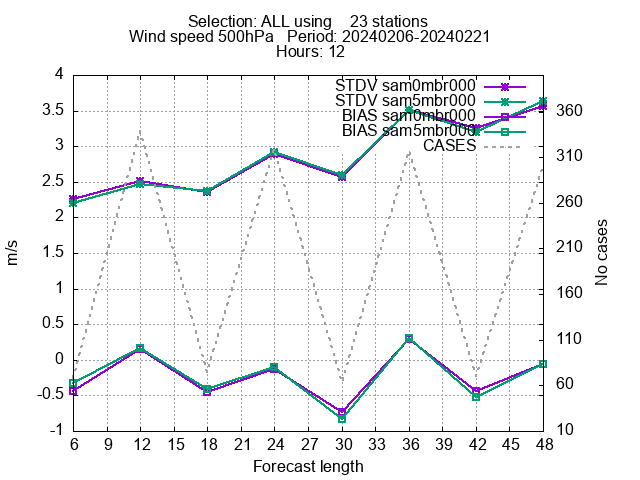 Selection: ALL using    23 stations
Wind speed 500hPa   Period: 20240206-20240221
Hours: 12
4
3.5
3
2.5
2
1.5
1
0.5
0
-0.5
-1
m/s
STDV sam0mbr000
STDV sam5mbr000
BIAS sam0mbr000
BIAS sam5mbr000
CASES
360
310
260
210
160
110
60
10
No cases
6 9 12 15 18 21 24 27 30 33 36 39 42 45 48
Forecast length